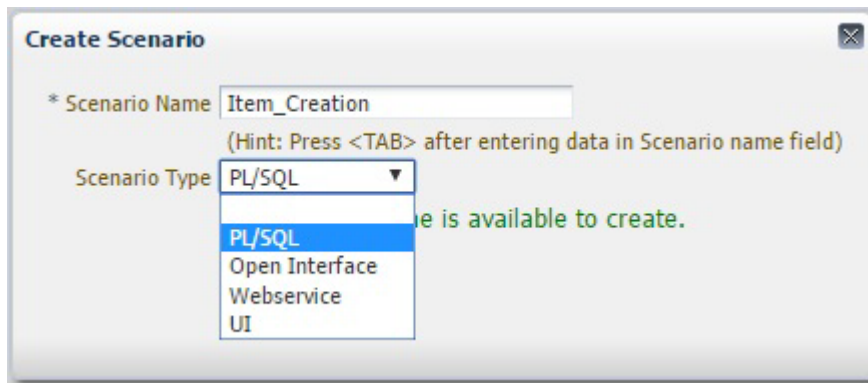 Create Scenario
* Scenario Name Item_Creation
(Hint: Press <TAB> after entering data in Scenario name field)
Scenario Type PL/SQL
is available to create.
PL/SQL
Open Interface
Webservice
UI